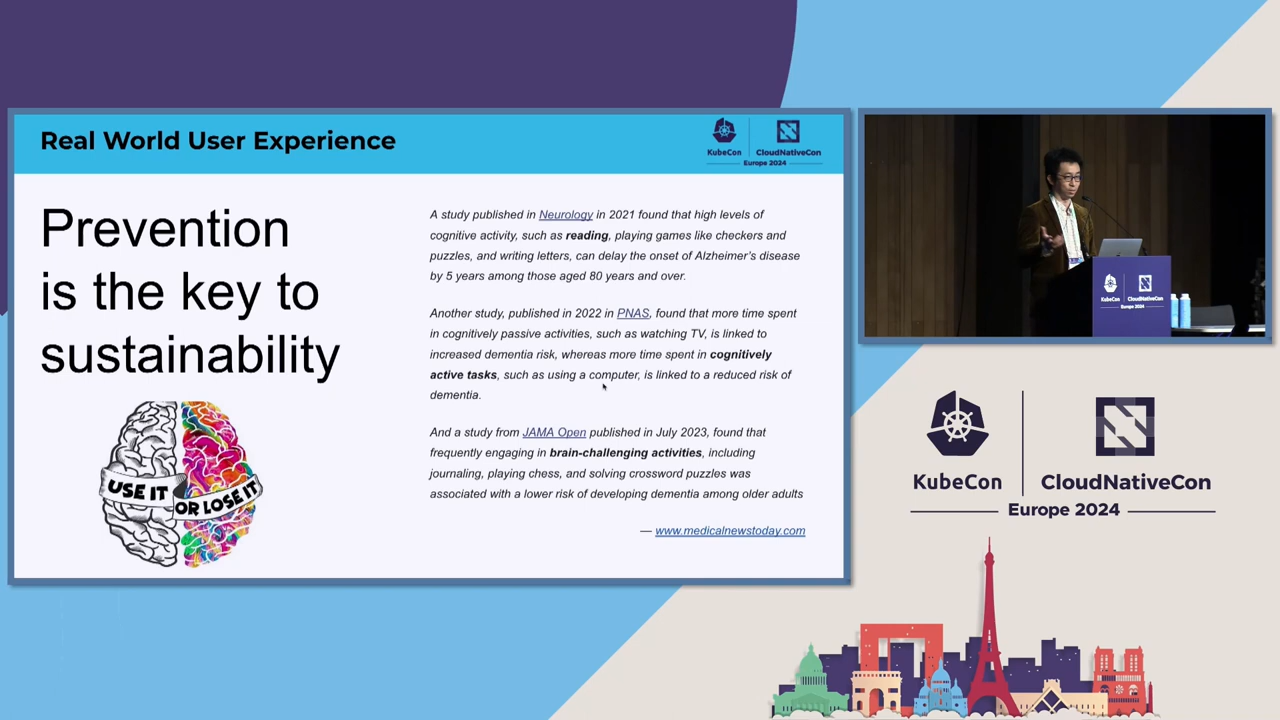 Real World User Experience
KubeCon
CloudNativeCon
Europe 2024
Prevention
is the key to
sustainability
USE IT
OR LOSE IT
A study published in Neurology in 2021 found that high levels of
cognitive activity, such as reading, playing games like checkers and
puzzles, and writing letters, can delay the onset of Alzheimer's disease
by 5 years among those aged 80 years and over.
Another study, published in 2022 in PNAS, found that more time spent
in cognitively passive activities, such as watching TV, is linked to
increased dementia risk, whereas more time spent in cognitively
active tasks, such as using a computer, is linked to a reduced risk of
dementia.
And a study from JAMA Open published in July 2023, found that
frequently engaging in brain-challenging activities, including
journaling, playing chess, and solving crossword puzzles was
associated with a lower risk of developing dementia among older adults
— www.medicalnewstoday.com
KubeCon
CloudNativeCon
Europe 2024
KubeCon
CloudNativeCon
Europe 2024